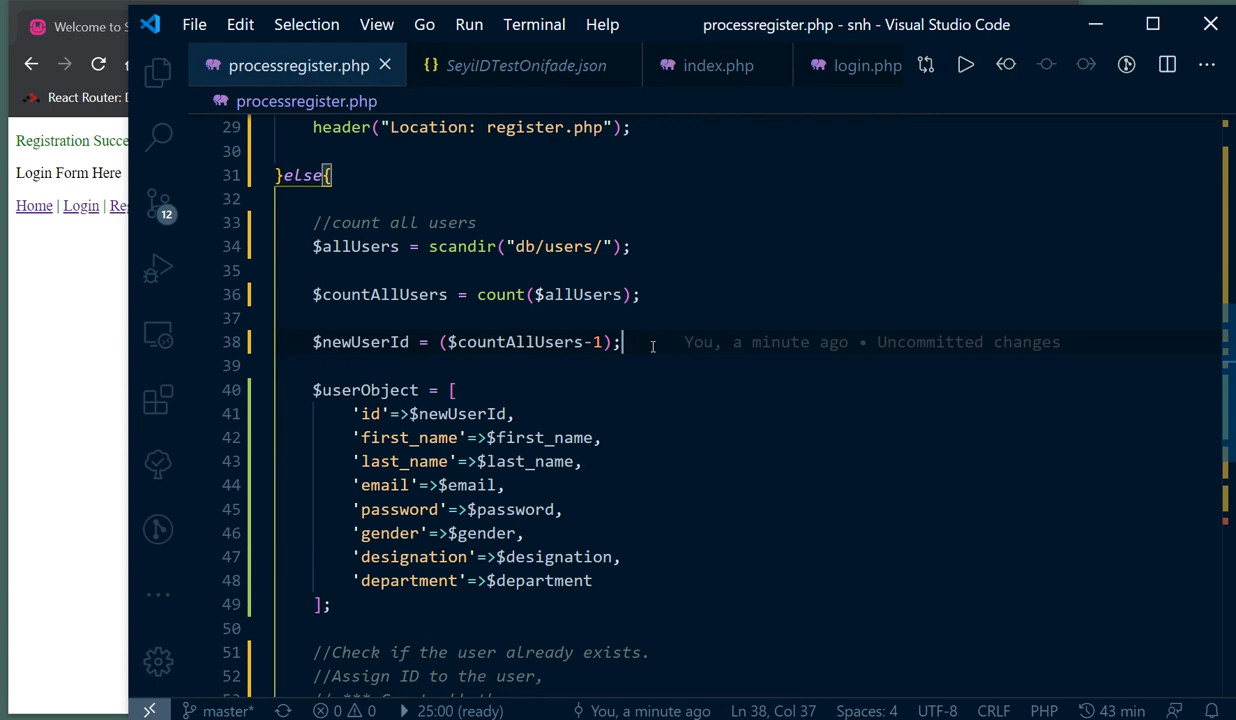 Welcome to S
React Router: D
Registration Succe
Login Form Here
Home | Login | Re
File Edit Selection View Go Run Terminal Help
processregister.php - snh - Visual Studio Code
processregister.php
{} SeyiIDTestOnifade.json
index.php
login.php
processregister.php
12
29 header("Location: register.php");
30
31 }else{
32
33 //count all users
34 $allUsers = scandir("db/users/");
35
36 $countAllUsers = count($allUsers);
37
38 $newUserId = ($countAllUsers-1); You, a minute ago • Uncommitted changes
39
40 $userObject = [
41 'id'=>$newUserId,
42 'first_name'=>$first_name,
43 'last_name'=>$last_name,
44 'email'=>$email,
45 'password'=>$password,
46 'gender'=>$gender,
47 'designation'=>$designation,
48 'department'=>$department
49 ];
50
51 //Check if the user already exists.
52 //Assign ID to the user,
master* 0 0 25:00 (ready) You, a minute ago Ln 38, Col 37 Spaces: 4 UTF-8 CRLF PHP 43 min